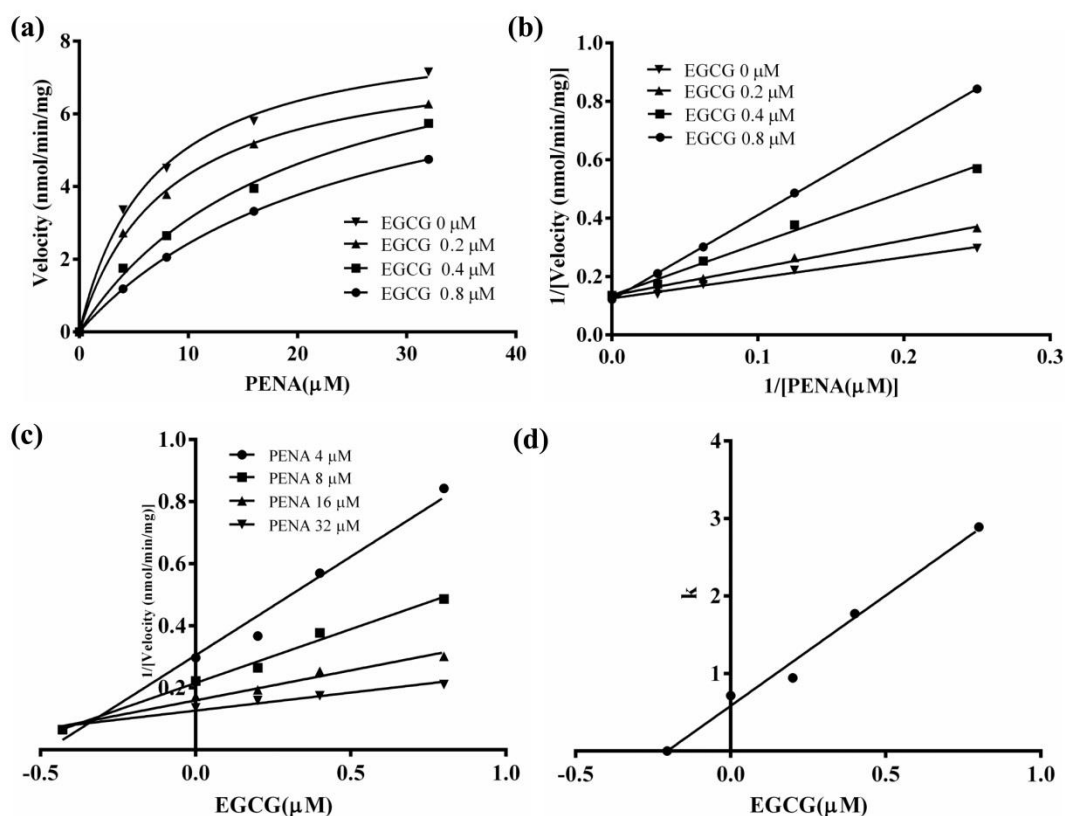 (a)
8
6
4
2
0
0
10
20
30
40
Velocity (nmol/min/mg)
PENA(μM)
EGCG 0 μM
EGCG 0.2 μM
EGCG 0.4 μM
EGCG 0.8 μM
(b)
1.0
0.8
0.6
0.4
0.2
0.0
0.0
0.1
0.2
0.3
1/[Velocity (nmol/min/mg)]
1/[PENA(μM)]
EGCG 0 μM
EGCG 0.2 μM
EGCG 0.4 μM
EGCG 0.8 μM
(c)
1.0
0.8
0.6
0.4
0.2
-0.5
0.0
0.5
1.0
1/[Velocity (nmol/min/mg)]
EGCG(μM)
PENA 4 μM
PENA 8 μM
PENA 16 μM
PENA 32 μM
(d)
4
3
2
1
-0.5
0.0
0.5
1.0
k
EGCG(μM)